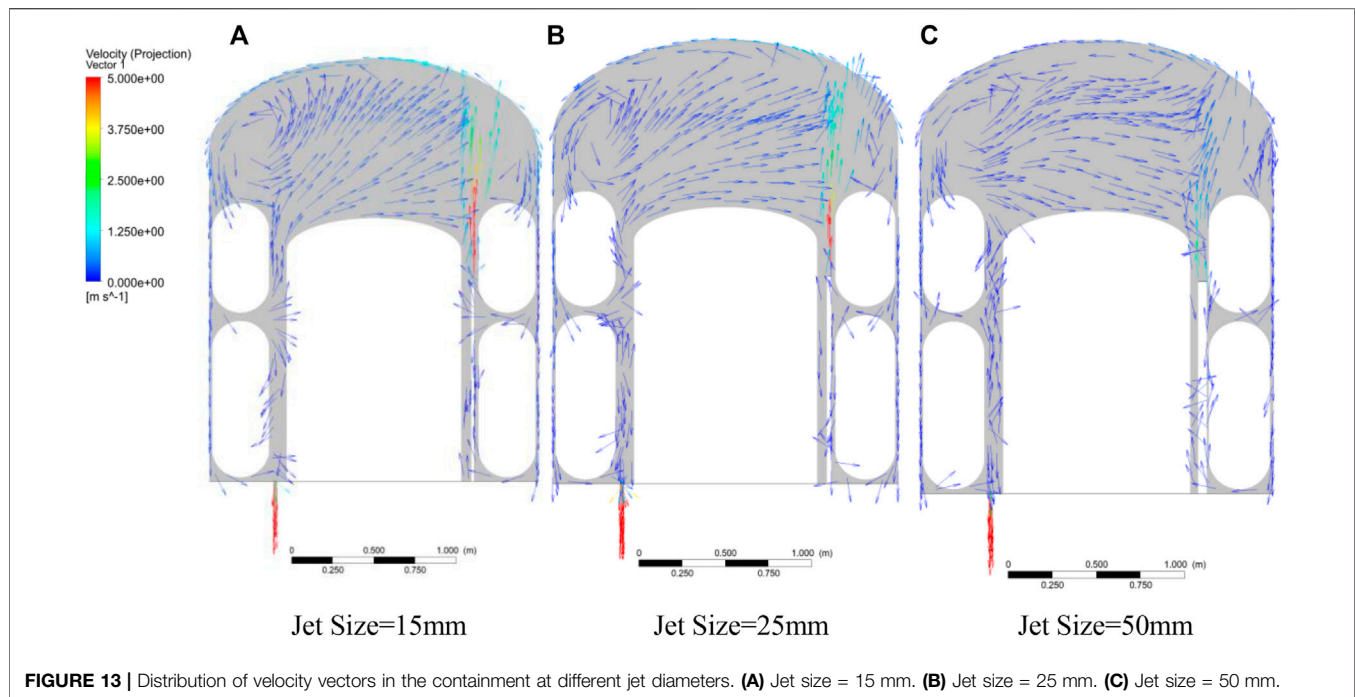 A
B
C
Velocity (Projection)
Vector 1
5.000e+00
3.750e+00
2.500e+00
1.250e+00
0.000e+00
[m s^-1]
0 0.500 1.000 (m)
0.250 0.750
0 0.500 1.000 (m)
0.250 0.750
0 0.500 1.000 (m)
0.250 0.750
Jet Size=15mm
Jet Size=25mm
Jet Size=50mm
FIGURE 13 | Distribution of velocity vectors in the containment at different jet diameters. (A) Jet size = 15 mm. (B) Jet size = 25 mm. (C) Jet size = 50 mm.